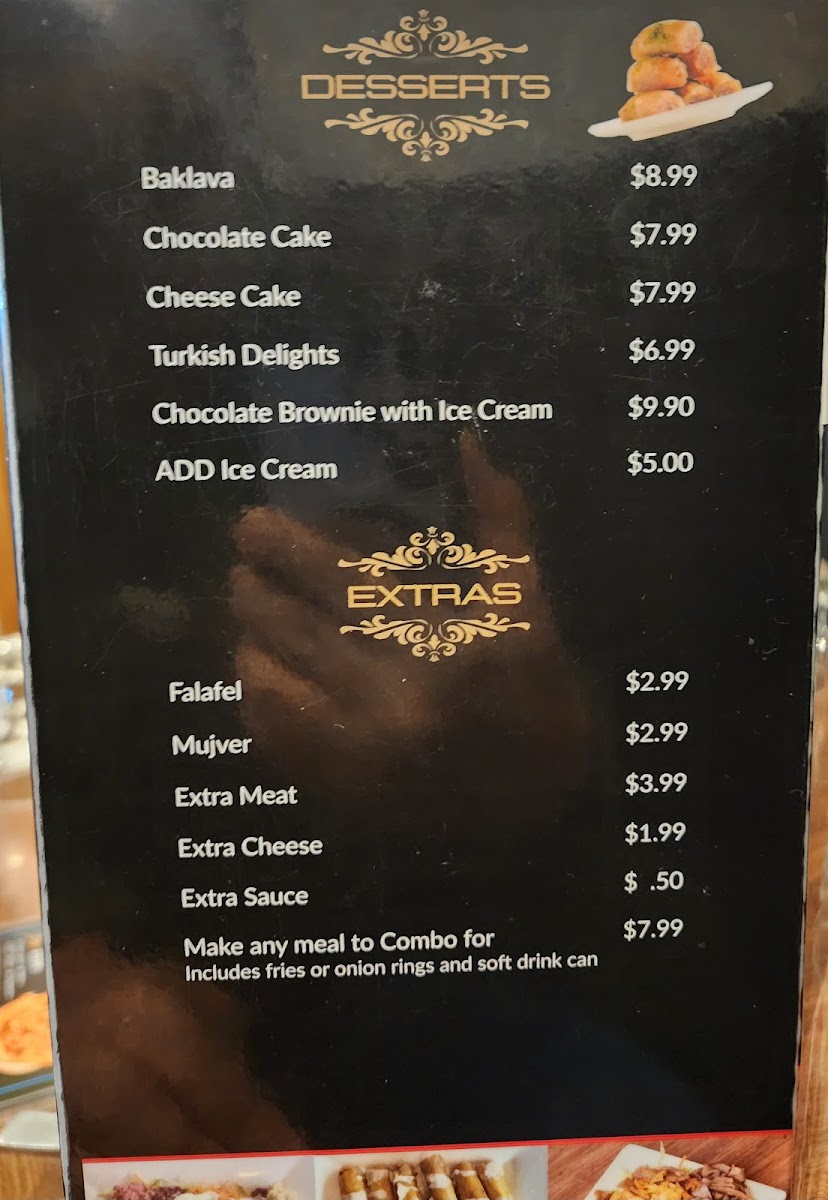 DESSERTS
Baklava $8.99
Chocolate Cake $7.99
Cheese Cake $7.99
Turkish Delights $6.99
Chocolate Brownie with Ice Cream $9.90
ADD Ice Cream $5.00
EXTRAS
Falafel $2.99
Mujver $2.99
Extra Meat $3.99
Extra Cheese $1.99
Extra Sauce $ .50
Make any meal to Combo for $7.99
Includes fries or onion rings and soft drink can